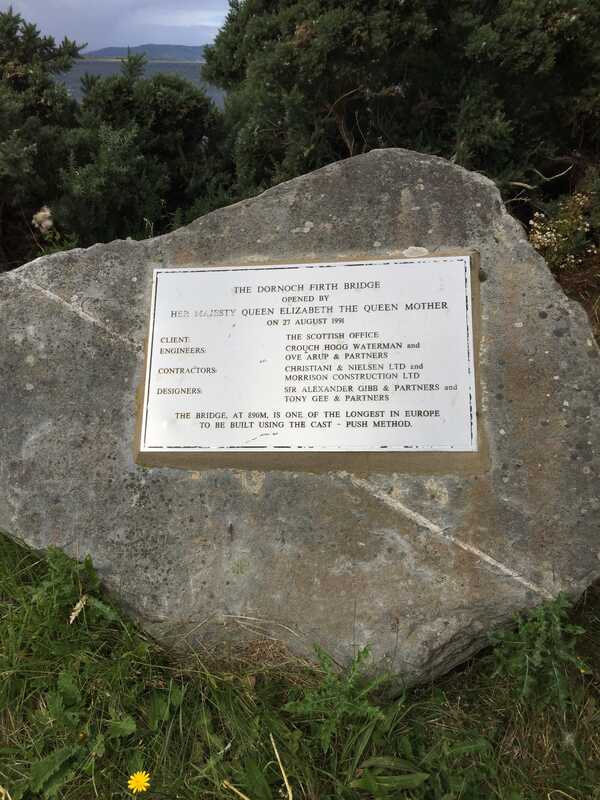 THE DORNOCH FIRTH BRIDGE
OPENED BY
HER MAJESTY QUEEN ELIZABETH THE QUEEN MOTHER
ON 27 AUGUST 1991
CLIENT: THE SCOTTISH OFFICE
ENGINEERS: CROUCH HOGG WATERMAN and
OVE ARUP & PARTNERS
CONTRACTORS: CHRISTIANI & NIELSEN LTD and
MORRISON CONSTRUCTION LTD
DESIGNERS: SIR ALEXANDER GIBB & PARTNERS and
TONY GEE & PARTNERS
THE BRIDGE, AT 890M, IS ONE OF THE LONGEST IN EUROPE
TO BE BUILT USING THE CAST - PUSH METHOD.